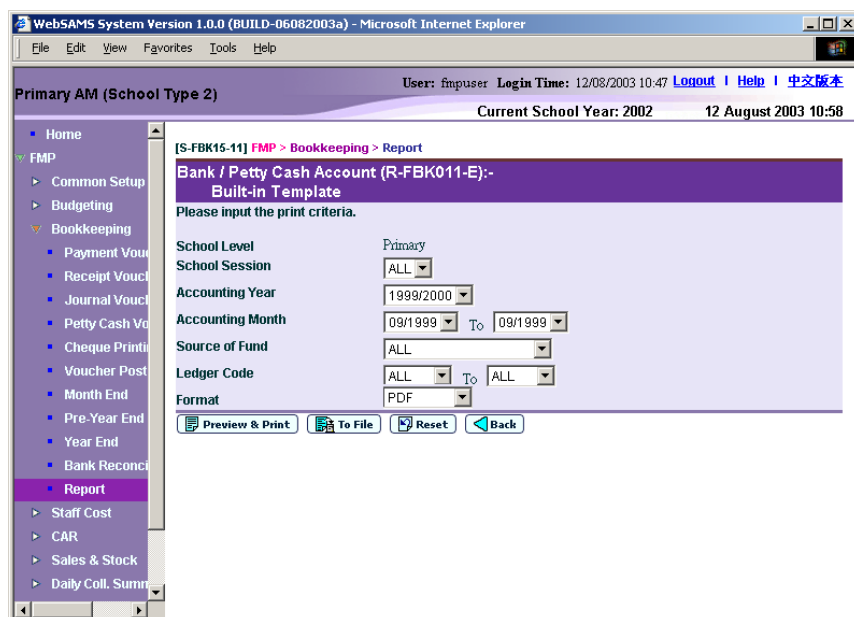 WebSAMS System Version 1.0.0 (BUILD-06082003a) - Microsoft Internet Explorer
File Edit View Favorites Tools Help
Primary AM (School Type 2)
User: fmpuser Login Time: 12/08/2003 10:47 Logout | Help | 中文版本
Current School Year: 2002 12 August 2003 10:58
Home
FMP
Common Setup
Budgeting
Bookkeeping
Payment Vou
Receipt Voucl
Journal Voucl
Petty Cash Vo
Cheque Printi
Voucher Post
Month End
Pre-Year End
Year End
Bank Reconci
Report
Staff Cost
CAR
Sales & Stock
Daily Coll. Summ
[S-FBK15-11] FMP > Bookkeeping > Report
Bank / Petty Cash Account (R-FBK011-E):-
Built-in Template
Please input the print criteria.
School Level Primary
School Session ALL
Accounting Year 1999/2000
Accounting Month 09/1999 To 09/1999
Source of Fund ALL
Ledger Code ALL To ALL
Format PDF
Preview & Print To File Reset Back